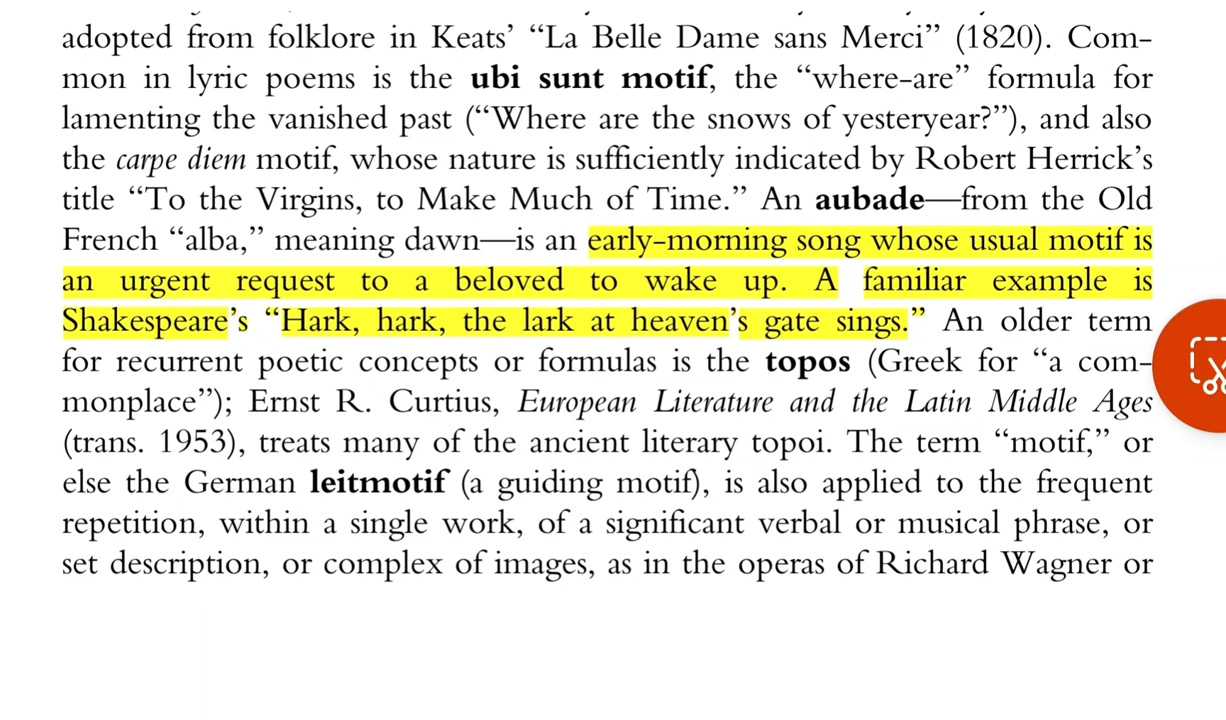 adopted from folklore in Keats’ “La Belle Dame sans Merci” (1820). Com-
mon in lyric poems is the ubi sunt motif, the “where-are” formula for
lamenting the vanished past (“Where are the snows of yesteryear?”), and also
the carpe diem motif, whose nature is sufficiently indicated by Robert Herrick’s
title “To the Virgins, to Make Much of Time.” An aubade—from the Old
French “alba,” meaning dawn—is an early-morning song whose usual motif is
an urgent request to a beloved to wake up. A familiar example is
Shakespeare’s “Hark, hark, the lark at heaven’s gate sings.” An older term
for recurrent poetic concepts or formulas is the topos (Greek for “a com-
monplace”); Ernst R. Curtius, European Literature and the Latin Middle Ages
(trans. 1953), treats many of the ancient literary topoi. The term “motif,” or
else the German leitmotif (a guiding motif), is also applied to the frequent
repetition, within a single work, of a significant verbal or musical phrase, or
set description, or complex of images, as in the operas of Richard Wagner or